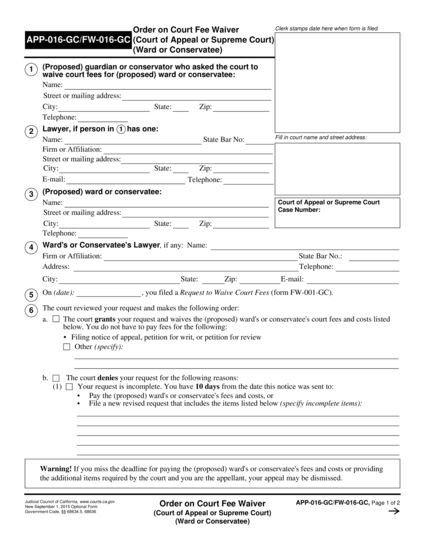 Order on Court Fee Waiver
APP-016-GC/FW-016-GC (Court of Appeal or Supreme Court)
(Ward or Conservatee)
Clerk stamps date here when form is filed.
1 (Proposed) guardian or conservator who asked the court to
waive court fees for (proposed) ward or conservatee:
Name:
Street or mailing address:
City: State: Zip:
Telephone:
2 Lawyer, if person in 1 has one:
Name: State Bar No:
Firm or Affiliation:
Street or mailing address:
City: State: Zip:
E-mail: Telephone:
Fill in court name and street address:
3 (Proposed) ward or conservatee:
Name:
Street or mailing address:
City: State: Zip:
Telephone:
Court of Appeal or Supreme Court
Case Number:
4 Ward's or Conservatee's Lawyer, if any: Name:
Firm or Affiliation: State Bar No.:
Address: Telephone:
City: State: Zip: E-mail:
5 On (date): , you filed a Request to Waive Court Fees (form FW-001-GC).
6 The court reviewed your request and makes the following order:
a. The court grants your request and waives the (proposed) ward's or conservatee's court fees and costs listed
below. You do not have to pay fees for the following:
• Filing notice of appeal, petition for writ, or petition for review
Other (specify):
b. The court denies your request for the following reasons:
(1) Your request is incomplete. You have 10 days from the date this notice was sent to:
• Pay the (proposed) ward's or conservatee's fees and costs, or
• File a new revised request that includes the items listed below (specify incomplete items):
Warning! If you miss the deadline for paying the (proposed) ward's or conservatee's fees and costs or providing
the additional items required by the court and you are the appellant, your appeal may be dismissed.
Judicial Council of California, www.courts.ca.gov
New September 1, 2015 Optional Form
Government Code, §§ 68634.5, 68636
Order on Court Fee Waiver
(Court of Appeal or Supreme Court)
(Ward or Conservatee)
APP-016-GC/FW-016-GC, Page 1 of 2